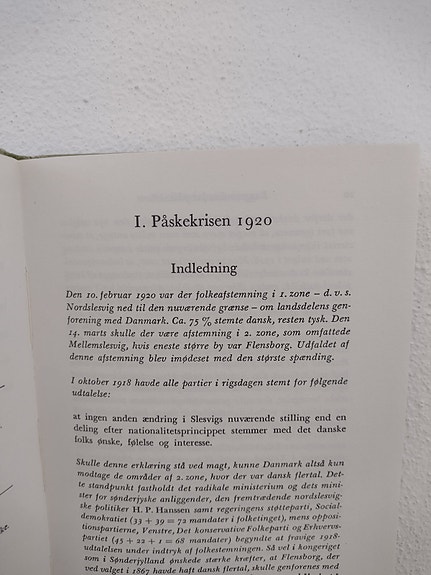 I. Påskekrisen 1920
Indledning
Den 10. februar 1920 var der folkeafstemning i 1. zone – d. v. s.
Nordslesvig ned til den nuværende grænse – om landsdelens gen-
forening med Danmark. Ca. 75 % stemte dansk, resten tysk. Den
14. marts skulle der være afstemning i 2. zone, som omfattede
Mellemslesvig, hvis eneste større by var Flensborg. Udfaldet af
denne afstemning blev imødeset med den største spænding.
I oktober 1918 havde alle partier i rigsdagen stemt for følgende
udtalelse:
at ingen anden ændring i Slesvigs nuværende stilling end en
deling efter nationalitetsprincippet stemmer med det danske
folks ønske, følelse og interesse.
Skulle denne erklæring stå ved magt, kunne Danmark altså kun
modtage de områder af 2. zone, hvor der var dansk flertal. Det-
te standpunkt fastholdt det radikale ministerium og dets mini-
ster for sønderjyske anliggender, den fremtrædende nordslesvig-
ske politiker H. P. Hanssen samt regeringens støtteparti, Social-
demokratiet (33 + 39 = 72 mandater i folketinget), mens opposi-
tionspartierne, Venstre, Det konservative Folkeparti og Erhvervs-
partiet (45 + 22 + 1 = 68 mandater) begyndte at fravige 1918-
udtalelsen under indtryk af folkestemningen. Så vel i kongeriget
som i Sønderjylland ønskede stærke kræfter, at Flensborg, der
ved valget i 1867 havde haft dansk flertal, skulle genforenes med